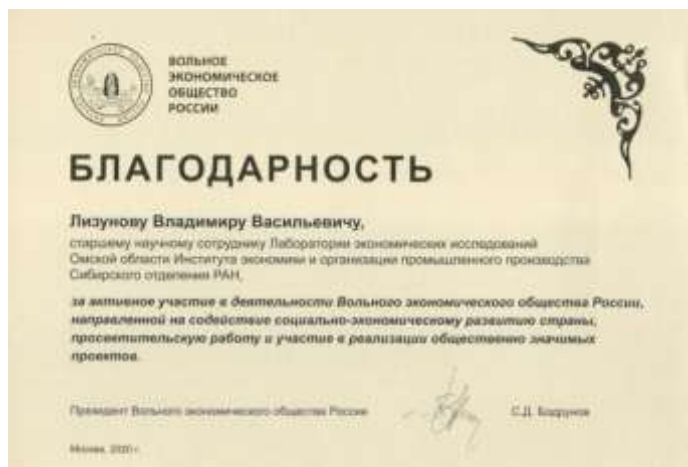 ВОЛЬНОЕ
ЭКОНОМИЧЕСКОЕ
ОБЩЕСТВО
РОССИИ
БЛАГОДАРНОСТЬ
Лизунову Владимиру Васильевичу,
старшему научному сотруднику Лаборатории экономических исследований
Омской области Института экономики и организации промышленного производства
Сибирского отделения РАН,
за активное участие в деятельности Вольного экономического общества России,
направленной на содействие социально-экономическому развитию страны,
просветительскую работу и участие в реализации общественно значимых
проектов.
Президент Вольного экономического общества России
С.Д. Бодрунов
Москва, 2020 г.